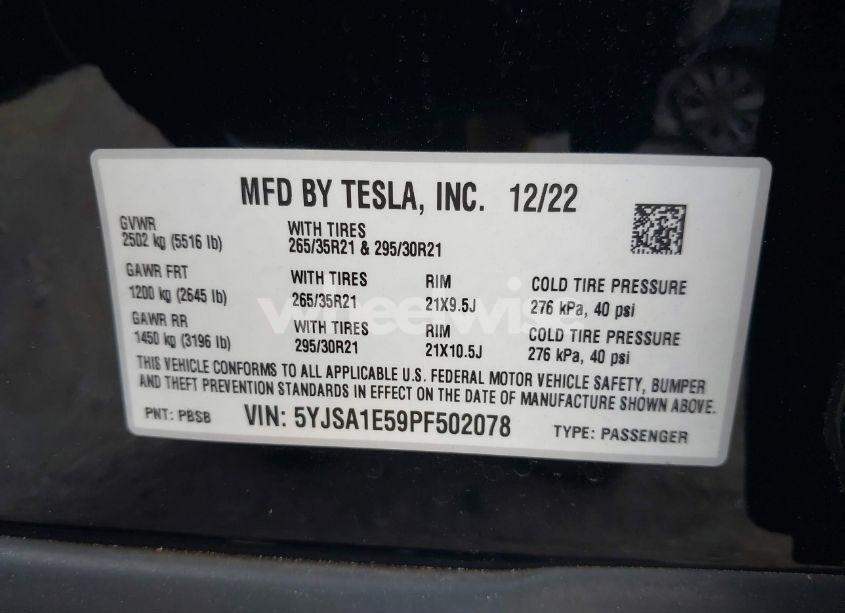 MFD BY TESLA, INC. 12/22
GVWR
2502 kg (5516 lb)
WITH TIRES
265/35R21 & 295/30R21
GAWR FRT
1200 kg (2645 lb)
WITH TIRES
265/35R21
RIM
21X9.5J
COLD TIRE PRESSURE
276 kPa, 40 psi
GAWR RR
1450 kg (3196 lb)
WITH TIRES
295/30R21
RIM
21X10.5J
COLD TIRE PRESSURE
276 kPa, 40 psi
THIS VEHICLE CONFORMS TO ALL APPLICABLE U.S. FEDERAL MOTOR VEHICLE SAFETY, BUMPER
AND THEFT PREVENTION STANDARDS IN EFFECT ON THE DATE OF MANUFACTURE SHOWN ABOVE.
PNT: PBSB VIN: 5YJSA1E59PF502078 TYPE: PASSENGER